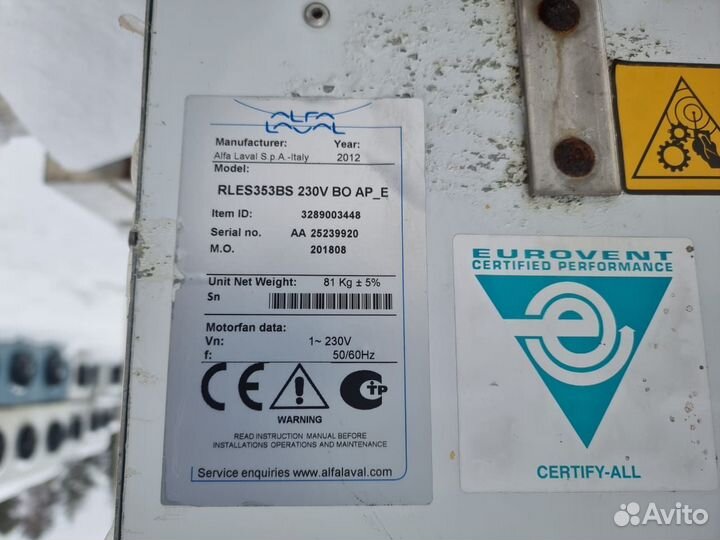 ALFA
LAVAL
Manufacturer: Year:
Alfa Laval S.p.A.-Italy 2012
Model:
RLES353BS 230V BO AP_E
Item ID: 3289003448
Serial no. AA 25239920
M.O. 201808
Unit Net Weight: 81 Kg ± 5%
Sn
Motorfan data:
Vn: 1~ 230V
f: 50/60Hz
CE
WARNING
READ INSTRUCTION MANUAL BEFORE
INSTALLATIONS OPERATIONS AND MAINTENANCE
Service enquiries www.alfalaval.com
EUROVENT
CERTIFIED PERFORMANCE
e
CERTIFY-ALL
Avito